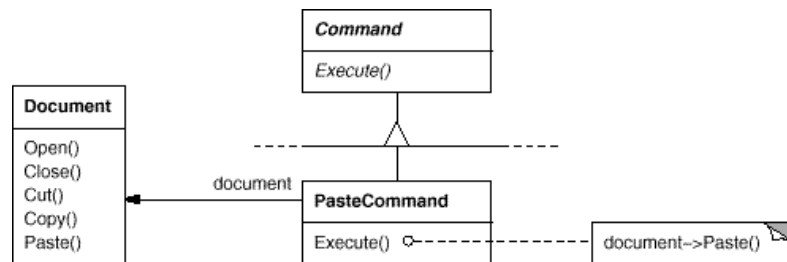 Command
Execute()
Document
Open()
Close()
Cut()
Copy()
Paste()
document
PasteCommand
Execute()
document->Paste()